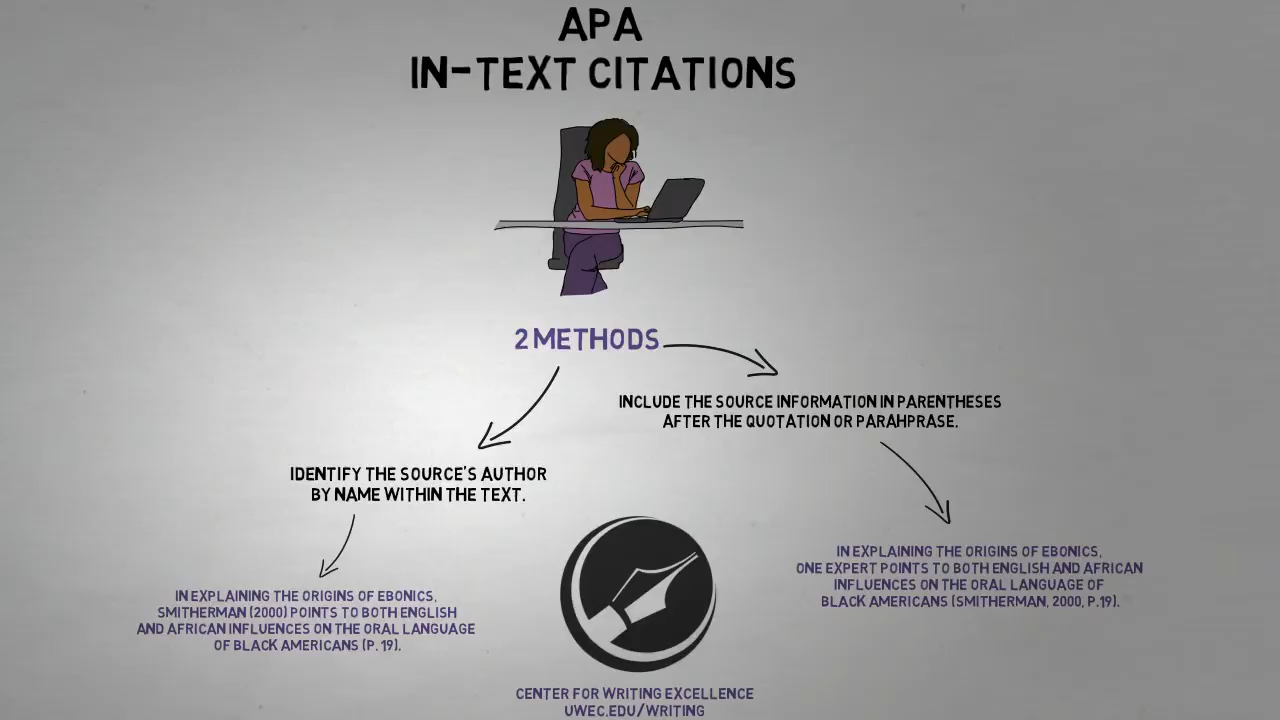 APA
IN-TEXT CITATIONS
2 METHODS
INCLUDE THE SOURCE INFORMATION IN PARENTHESES
AFTER THE QUOTATION OR PARAHPRASE.
IDENTIFY THE SOURCE'S AUTHOR
BY NAME WITHIN THE TEXT.
IN EXPLAINING THE ORIGINS OF EBONICS,
ONE EXPERT POINTS TO BOTH ENGLISH AND AFRICAN
INFLUENCES ON THE ORAL LANGUAGE OF
BLACK AMERICANS (SMITHERMAN, 2000, P.19).
IN EXPLAINING THE ORIGINS OF EBONICS,
SMITHERMAN (2000) POINTS TO BOTH ENGLISH
AND AFRICAN INFLUENCES ON THE ORAL LANGUAGE
OF BLACK AMERICANS (P. 19).
CENTER FOR WRITING EXCELLENCE
UWEC.EDU/WRITING